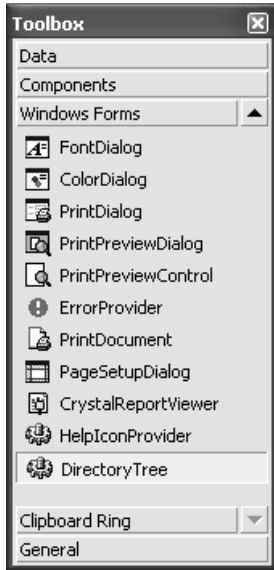 Toolbox
Data
Components
Windows Forms
FontDialog
ColorDialog
PrintDialog
PrintPreviewDialog
PrintPreviewControl
ErrorProvider
PrintDocument
PageSetupDialog
CrystalReportViewer
HelpIconProvider
DirectoryTree
Clipboard Ring
General